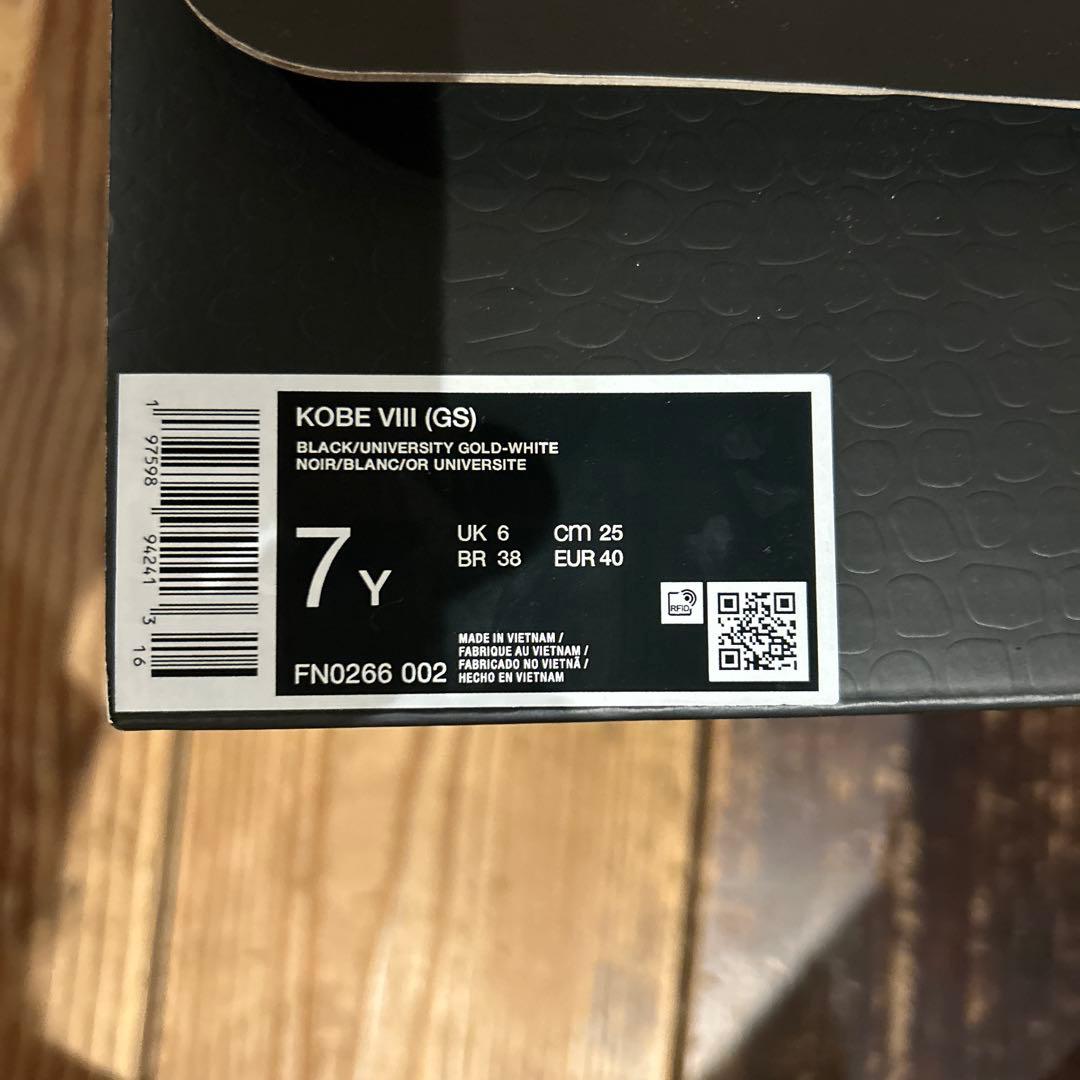 KOBE VIII (GS)
BLACK/UNIVERSITY GOLD-WHITE
NOIR/BLANC/OR UNIVERSITE
7 Y
UK 6 cm 25
BR 38 EUR 40
RFID
FN0266 002
MADE IN VIETNAM /
FABRIQUE AU VIETNAM /
FABRICADO NO VIETNÃ /
HECHO EN VIETNAM
1 97598 94241 3 16